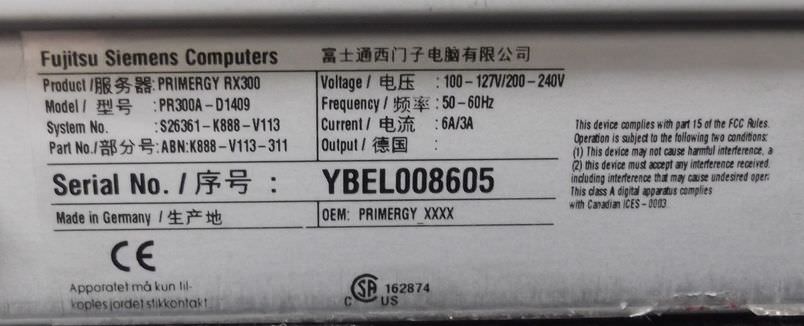 Fujitsu Siemens Computers 富士通西门子电脑有限公司
Product /服务器: PRIMERGY RX300
Model / 型号 :PR300A-D1409
System No. :S26361-K888-V113
Part No./部分号: ABN:K888-V113-311
Voltage / 电压 :100-127V/200-240V
Frequency / 频率 :50-60Hz
Current / 电流 :6A/3A
Output / 德国 :
Serial No. / 序号 : YBEL008605
Made in Germany / 生产地
OEM: PRIMERGY_XXXX
This device complies with part 15 of the FCC Rules.
Operation is subject to the following two conditions:
(1) This device may not cause harmful interference, a
(2) this device must accept any interference received,
including interference that may cause undesired oper
This class A digital apparatus complies
with Canadian ICES-0003
CE
Apparatet må kun til-
koples jordet stikkontakt
C SA US 162874